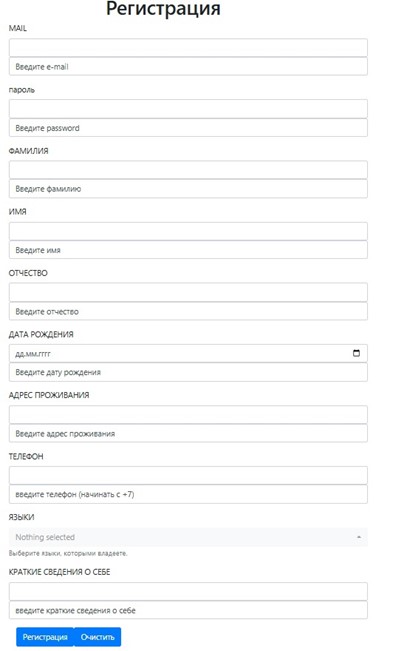 Регистрация
MAIL
Введите e-mail
пароль
Введите password
ФАМИЛИЯ
Введите фамилию
ИМЯ
Введите имя
ОТЧЕСТВО
Введите отчество
ДАТА РОЖДЕНИЯ
дд.мм.гггг
Введите дату рождения
АДРЕС ПРОЖИВАНИЯ
Введите адрес проживания
ТЕЛЕФОН
введите телефон (начинать с +7)
ЯЗЫКИ
Nothing selected
Выберите языки, которыми владеете.
КРАТКИЕ СВЕДЕНИЯ О СЕБЕ
введите краткие сведения о себе
Регистрация Очистить